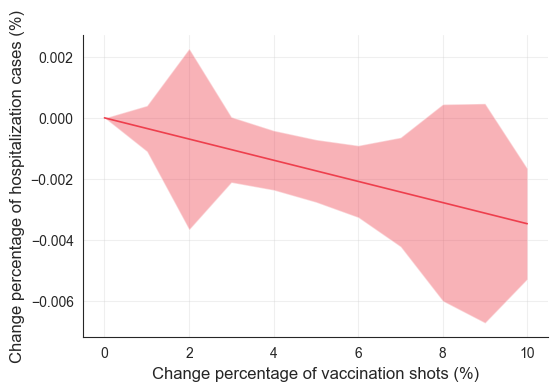 Change percentage of hospitalization cases (%)
0.002
0.000
−0.002
−0.004
−0.006
0 2 4 6 8 10
Change percentage of vaccination shots (%)